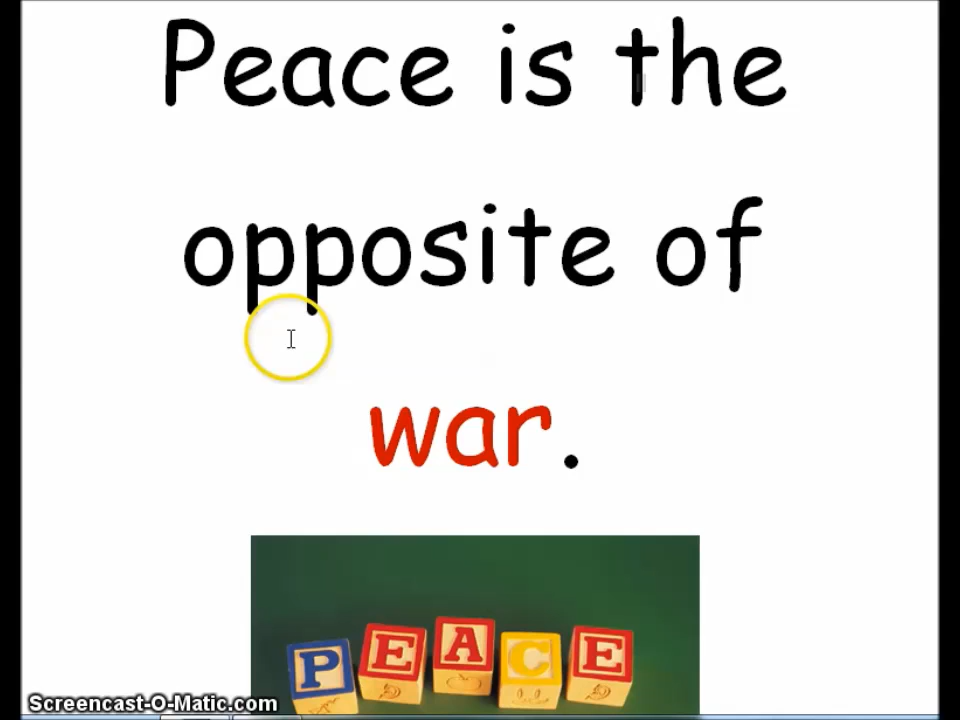 Peace is the
opposite of
war.
PEACE
Screencast-O-Matic.com